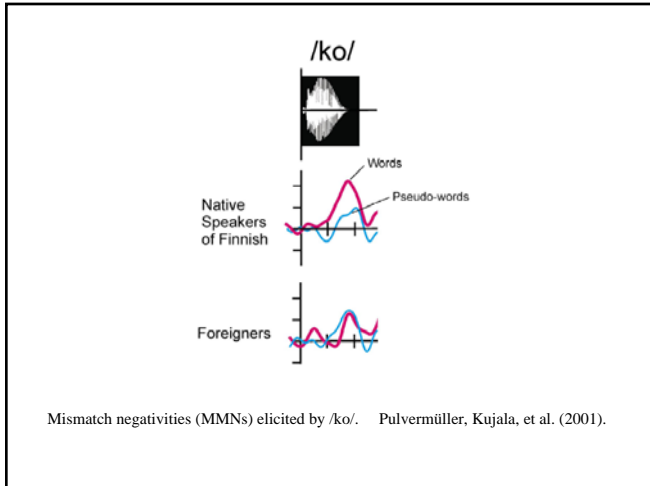 /ko/
Words
Pseudo-words
Native
Speakers
of Finnish
Foreigners
Mismatch negativities (MMNs) elicited by /ko/. Pulvermüller, Kujala, et al. (2001).